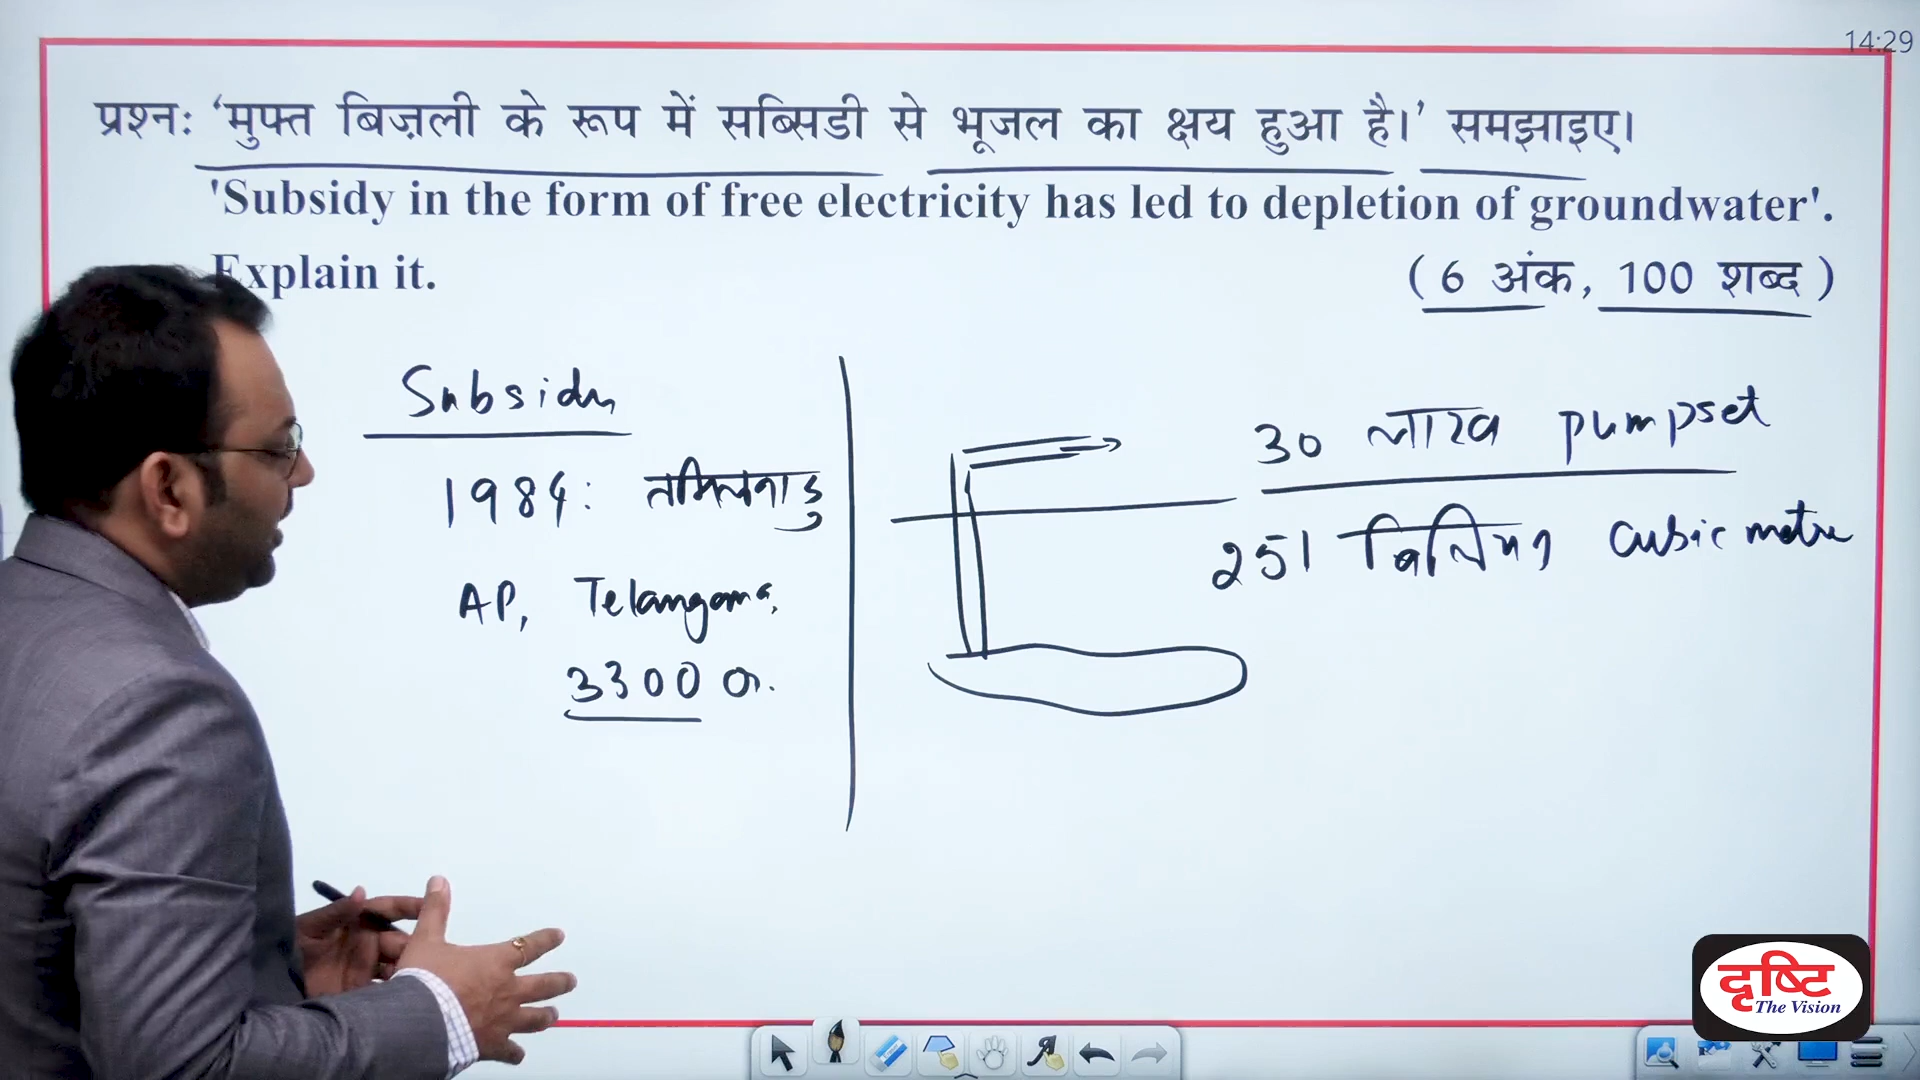 14:29
प्रश्नः ‘मुफ्त बिज़ली के रूप में सब्सिडी से भूजल का क्षय हुआ है।’ समझाइए।
'Subsidy in the form of free electricity has led to depletion of groundwater'.
Explain it.
( 6 अंक, 100 शब्द )
Subsidy
1984: तमिलनाडु
AP, Telangana,
3300 क.
30 लाख pumpset
251 बिलियन cubic metre
दृष्टि
The Vision